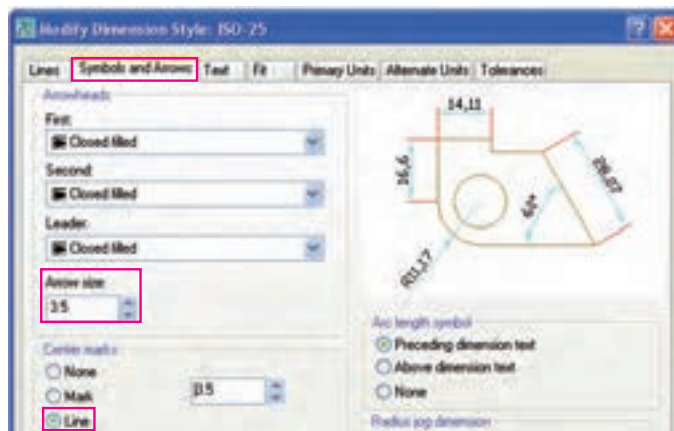 Modify Dimension Style: ISO-25
Lines Symbols and Arrows Text Fit Primary Units Alternate Units Tolerances
Arrowheads
First:
Closed filled
Second:
Closed filled
Leader:
Closed filled
Arrow size:
3.5
Center marks
None
Mark
3.5
Line
14,11
16,6
28,07
60°
R11,17
Arc length symbol
Preceding dimension text
Above dimension text
None
Radius jog dimension